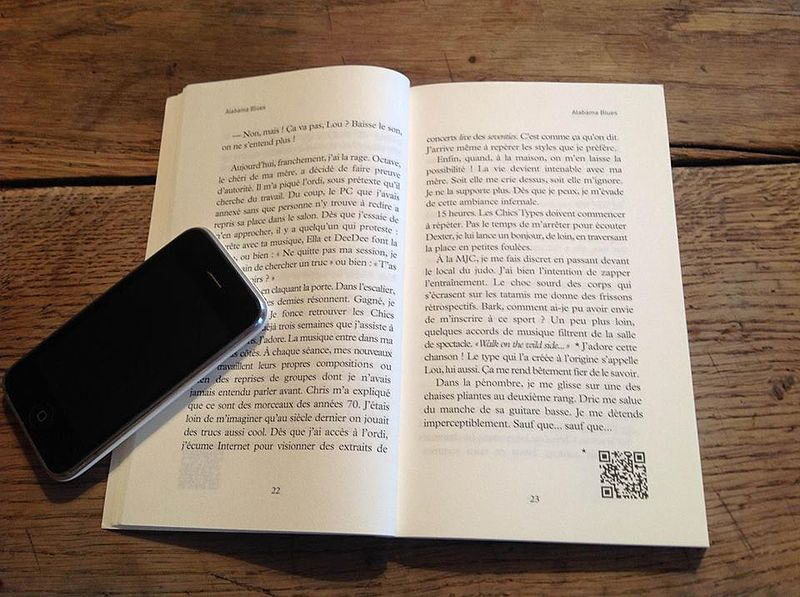 Alabama Blues
— Non, mais ! Ça va pas, Lou ? Baisse le son,
on ne s'entend plus !
Aujourd'hui, franchement, j'ai la rage. Octave,
le chéri de ma mère, a décidé de faire preuve
d'autorité. Il m'a piqué l'ordi, sous prétexte qu'il
cherche du travail. Du coup, le PC que j'avais
annexé sans que personne n'y trouve à redire a
repris sa place dans le salon. Dès que j'essaie de
m'en approcher, il y a quelqu'un qui proteste :
rête avec ta musique, Ella et DeeDee font la
, ou bien : « Ne quitte pas ma session, je
ain de chercher un truc » ou bien : « T'as
irs ? »
en claquant la porte. Dans l'escalier,
es demies résonnent. Gagné, je
e fonce retrouver les Chics
éjà trois semaines que j'assiste à
J'adore. La musique entre dans ma
s côtés. À chaque séance, mes nouveaux
travaillent leurs propres compositions ou
ien des reprises de groupes dont je n'avais
jamais entendu parler avant. Chris m'a expliqué
que ce sont des morceaux des années 70. J'étais
loin de m'imaginer qu'au siècle dernier on jouait
des trucs aussi cool. Dès que j'ai accès à l'ordi,
j'écume Internet pour visionner des extraits de
22
Alabama Blues
concerts live des seventies. C'est comme ça qu'on dit.
J'arrive même à repérer les styles que je préfère.
Enfin, quand, à la maison, on m'en laisse la
possibilité ! La vie devient intenable avec ma
mère. Soit elle me crie dessus, soit elle m'ignore.
Je ne la supporte plus. Dès que je peux, je m'évade
de cette ambiance infernale.
15 heures. Les Chics Types doivent commencer
à répéter. Pas le temps de m'arrêter pour écouter
Dexter, je lui lance un bonjour, de loin, en traversant
la place en petites foulées.
À la MJC, je me fais discret en passant devant
le local du judo. J'ai bien l'intention de zapper
l'entraînement. Le choc sourd des corps qui
s'écrasent sur les tatamis me donne des frissons
rétrospectifs. Bark, comment ai-je pu avoir envie
de m'inscrire à ce sport ? Un peu plus loin,
quelques accords de musique filtrent de la salle
de spectacle. «Walk on the wild side...» * J'adore cette
chanson ! Le type qui l'a créée à l'origine s'appelle
Lou, lui aussi. Ça me rend bêtement fier de le savoir.
Dans la pénombre, je me glisse sur une des
chaises pliantes au deuxième rang. Dric me salue
du manche de sa guitare basse. Je me détends
imperceptiblement. Sauf que... sauf que...
*
23